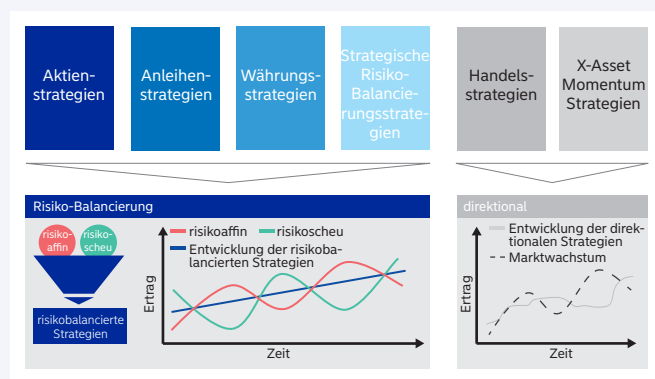 Aktien-
strategien
Anleihen-
strategien
Währungs-
strategien
Strategische
Risiko-
Balancie-
rungsstrate-
gien
Handels-
strategien
X-Asset
Momentum
Strategien
Risiko-Balancierung
risiko-
affin
risiko-
scheu
risikobalancierte
Strategien
risikoaffin
risikoscheu
Entwicklung der risikoba-
lancierten Strategien
Ertrag
Zeit
direktional
Entwicklung der direk-
tionalen Strategien
Marktwachstum
Ertrag
Zeit